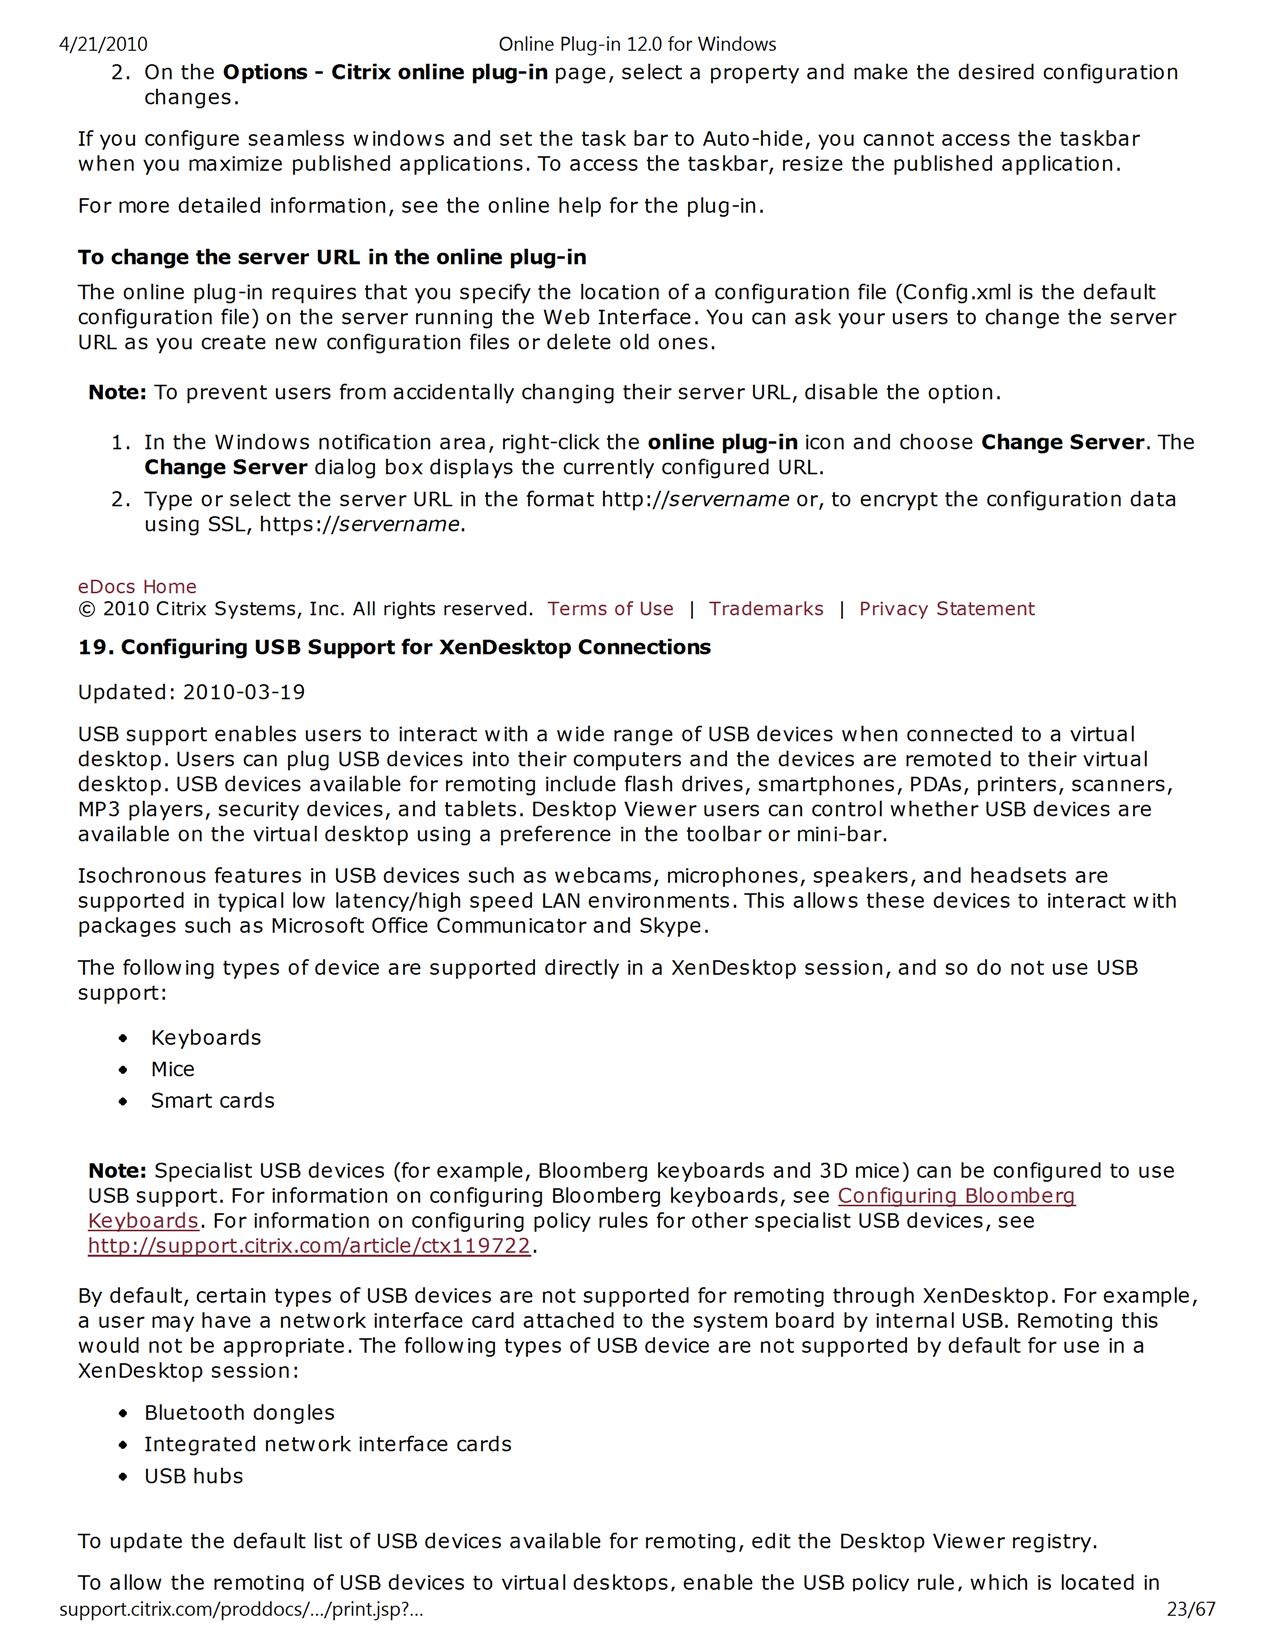 4/21/2010 Online Plug-in 12.0 for Windows
2. On the Options - Citrix online plug-in page, select a property and make the desired configuration
changes.
If you configure seamless windows and set the task bar to Auto-hide, you cannot access the taskbar
when you maximize published applications. To access the taskbar, resize the published application.
For more detailed information, see the online help for the plug-in.
To change the server URL in the online plug-in
The online plug-in requires that you specify the location of a configuration file (Config.xml is the default
configuration file) on the server running the Web Interface. You can ask your users to change the server
URL as you create new configuration files or delete old ones.
Note: To prevent users from accidentally changing their server URL, disable the option.
1. In the Windows notification area, right-click the online plug-in icon and choose Change Server. The
Change Server dialog box displays the currently configured URL.
2. Type or select the server URL in the format http://servername or, to encrypt the configuration data
using SSL, https://servername.
eDocs Home
© 2010 Citrix Systems, Inc. All rights reserved. Terms of Use | Trademarks | Privacy Statement
19. Configuring USB Support for XenDesktop Connections
Updated: 2010-03-19
USB support enables users to interact with a wide range of USB devices when connected to a virtual
desktop. Users can plug USB devices into their computers and the devices are remoted to their virtual
desktop. USB devices available for remoting include flash drives, smartphones, PDAs, printers, scanners,
MP3 players, security devices, and tablets. Desktop Viewer users can control whether USB devices are
available on the virtual desktop using a preference in the toolbar or mini-bar.
Isochronous features in USB devices such as webcams, microphones, speakers, and headsets are
supported in typical low latency/high speed LAN environments. This allows these devices to interact with
packages such as Microsoft Office Communicator and Skype.
The following types of device are supported directly in a XenDesktop session, and so do not use USB
support:
• Keyboards
• Mice
• Smart cards
Note: Specialist USB devices (for example, Bloomberg keyboards and 3D mice) can be configured to use
USB support. For information on configuring Bloomberg keyboards, see Configuring Bloomberg
Keyboards. For information on configuring policy rules for other specialist USB devices, see
http://support.citrix.com/article/ctx119722.
By default, certain types of USB devices are not supported for remoting through XenDesktop. For example,
a user may have a network interface card attached to the system board by internal USB. Remoting this
would not be appropriate. The following types of USB device are not supported by default for use in a
XenDesktop session:
• Bluetooth dongles
• Integrated network interface cards
• USB hubs
To update the default list of USB devices available for remoting, edit the Desktop Viewer registry.
To allow the remoting of USB devices to virtual desktops, enable the USB policy rule, which is located in
support.citrix.com/proddocs/.../print.jsp?... 23/67